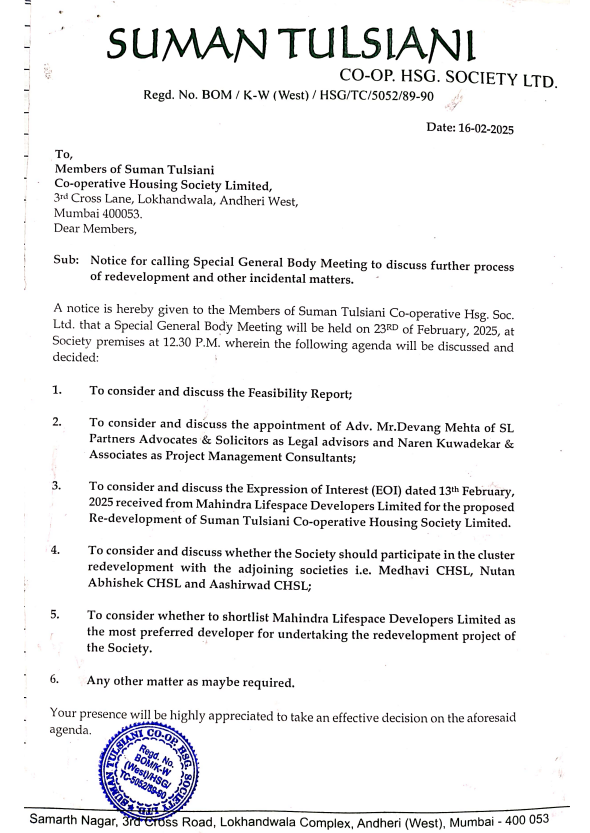 SUMAN TULSIANI
CO-OP. HSG. SOCIETY LTD.
Regd. No. BOM / K-W (West) / HSG/TC/5052/89-90
Date: 16-02-2025
To,
Members of Suman Tulsiani
Co-operative Housing Society Limited,
3rd Cross Lane, Lokhandwala, Andheri West,
Mumbai 400053.
Dear Members,
Sub: Notice for calling Special General Body Meeting to discuss further process
of redevelopment and other incidental matters.
A notice is hereby given to the Members of Suman Tulsiani Co-operative Hsg. Soc.
Ltd. that a Special General Body Meeting will be held on 23RD of February, 2025, at
Society premises at 12.30 P.M. wherein the following agenda will be discussed and
decided:
1. To consider and discuss the Feasibility Report;
2. To consider and discuss the appointment of Adv. Mr.Devang Mehta of SL
Partners Advocates & Solicitors as Legal advisors and Naren Kuwadekar &
Associates as Project Management Consultants;
3. To consider and discuss the Expression of Interest (EOI) dated 13th February,
2025 received from Mahindra Lifespace Developers Limited for the proposed
Re-development of Suman Tulsiani Co-operative Housing Society Limited.
4. To consider and discuss whether the Society should participate in the cluster
redevelopment with the adjoining societies i.e. Medhavi CHSL, Nutan
Abhishek CHSL and Aashirwad CHSL;
5. To consider whether to shortlist Mahindra Lifespace Developers Limited as
the most preferred developer for undertaking the redevelopment project of
the Society.
6. Any other matter as maybe required.
Your presence will be highly appreciated to take an effective decision on the aforesaid
agenda.
SUMAN TULSIANI CO-OP. HSG. SOCIETY LTD.
Regd. No.
BOM/K-W
(West)/HSG/
TC-5052/89-90
Samarth Nagar, 3rd Cross Road, Lokhandwala Complex, Andheri (West), Mumbai - 400 053